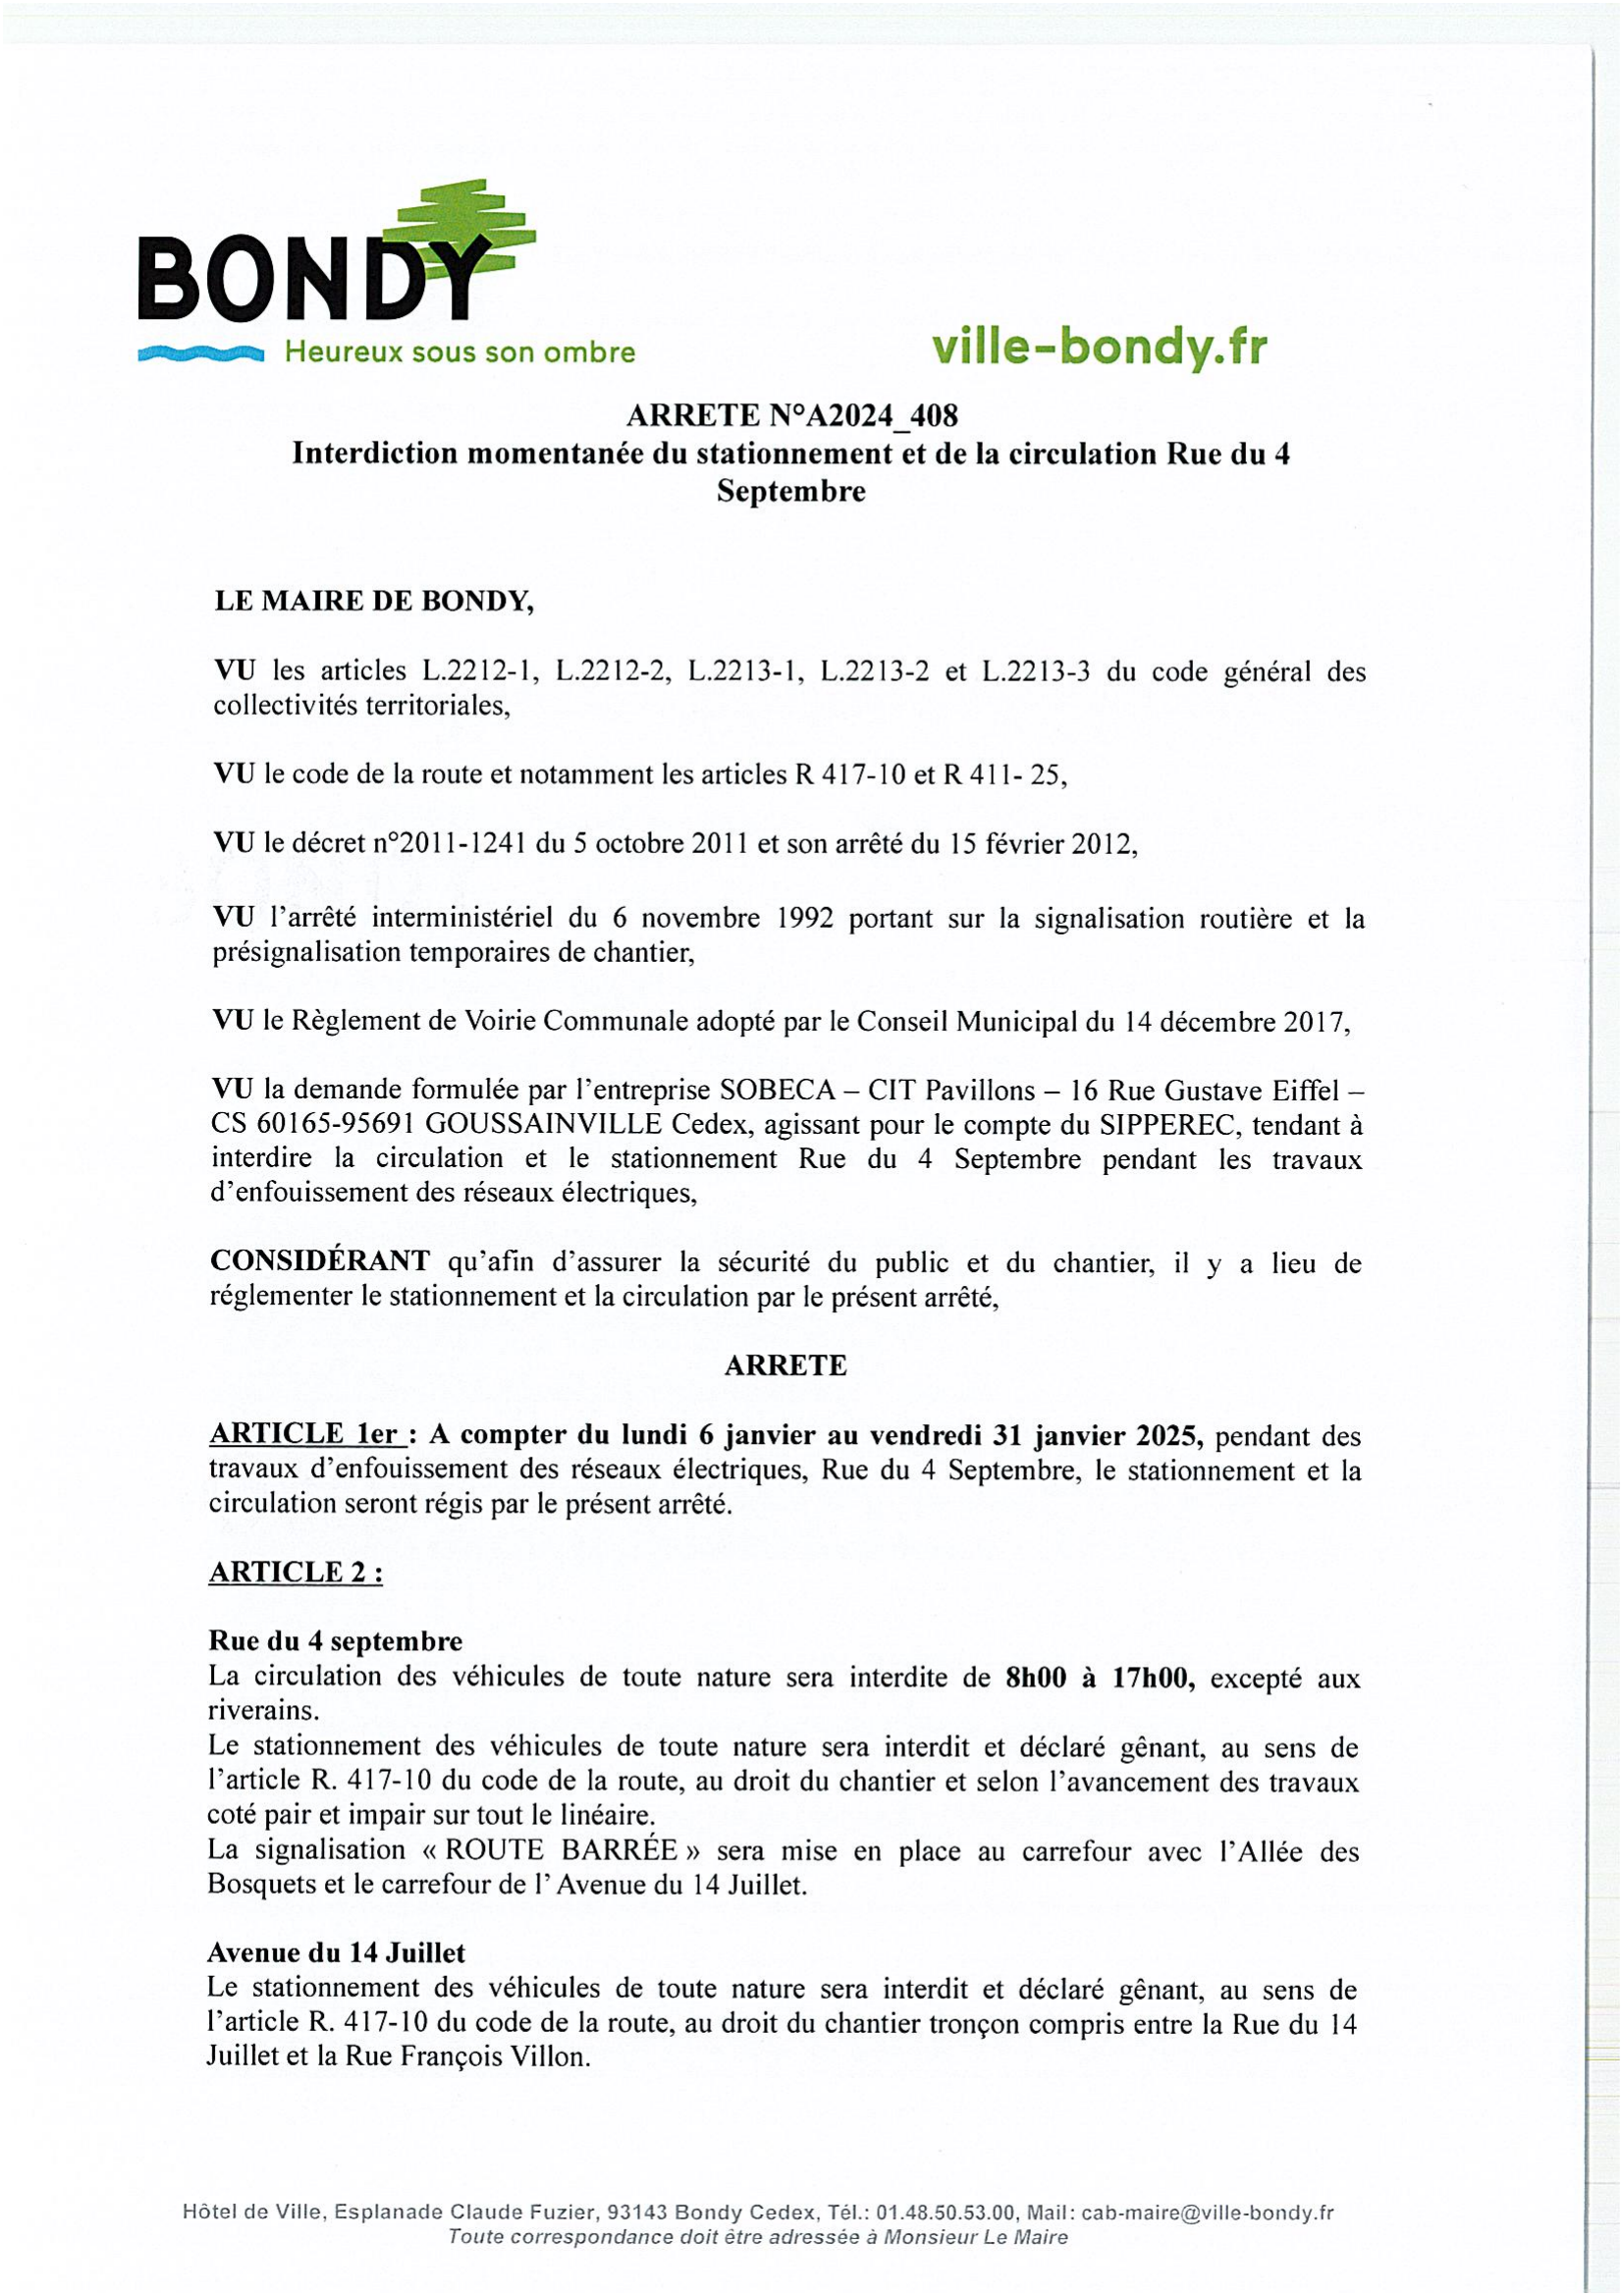 BONDY
Heureux sous son ombre
ville-bondy.fr
ARRETE N°A2024_408
Interdiction momentanée du stationnement et de la circulation Rue du 4
Septembre
LE MAIRE DE BONDY,
VU les articles L.2212-1, L.2212-2, L.2213-1, L.2213-2 et L.2213-3 du code général des
collectivités territoriales,
VU le code de la route et notamment les articles R 417-10 et R 411- 25,
VU le décret n°2011-1241 du 5 octobre 2011 et son arrêté du 15 février 2012,
VU l'arrêté interministériel du 6 novembre 1992 portant sur la signalisation routière et la
présignalisation temporaires de chantier,
VU le Règlement de Voirie Communale adopté par le Conseil Municipal du 14 décembre 2017,
VU la demande formulée par l'entreprise SOBECA – CIT Pavillons – 16 Rue Gustave Eiffel –
CS 60165-95691 GOUSSAINVILLE Cedex, agissant pour le compte du SIPPEREC, tendant à
interdire la circulation et le stationnement Rue du 4 Septembre pendant les travaux
d'enfouissement des réseaux électriques,
CONSIDÉRANT qu'afin d'assurer la sécurité du public et du chantier, il y a lieu de
réglementer le stationnement et la circulation par le présent arrêté,
ARRETE
ARTICLE 1er : A compter du lundi 6 janvier au vendredi 31 janvier 2025, pendant des
travaux d'enfouissement des réseaux électriques, Rue du 4 Septembre, le stationnement et la
circulation seront régis par le présent arrêté.
ARTICLE 2 :
Rue du 4 septembre
La circulation des véhicules de toute nature sera interdite de 8h00 à 17h00, excepté aux
riverains.
Le stationnement des véhicules de toute nature sera interdit et déclaré gênant, au sens de
l'article R. 417-10 du code de la route, au droit du chantier et selon l'avancement des travaux
coté pair et impair sur tout le linéaire.
La signalisation « ROUTE BARRÉE » sera mise en place au carrefour avec l'Allée des
Bosquets et le carrefour de l' Avenue du 14 Juillet.
Avenue du 14 Juillet
Le stationnement des véhicules de toute nature sera interdit et déclaré gênant, au sens de
l'article R. 417-10 du code de la route, au droit du chantier tronçon compris entre la Rue du 14
Juillet et la Rue François Villon.
Hôtel de Ville, Esplanade Claude Fuzier, 93143 Bondy Cedex, Tél.: 01.48.50.53.00, Mail: cab-maire@ville-bondy.fr
Toute correspondance doit être adressée à Monsieur Le Maire